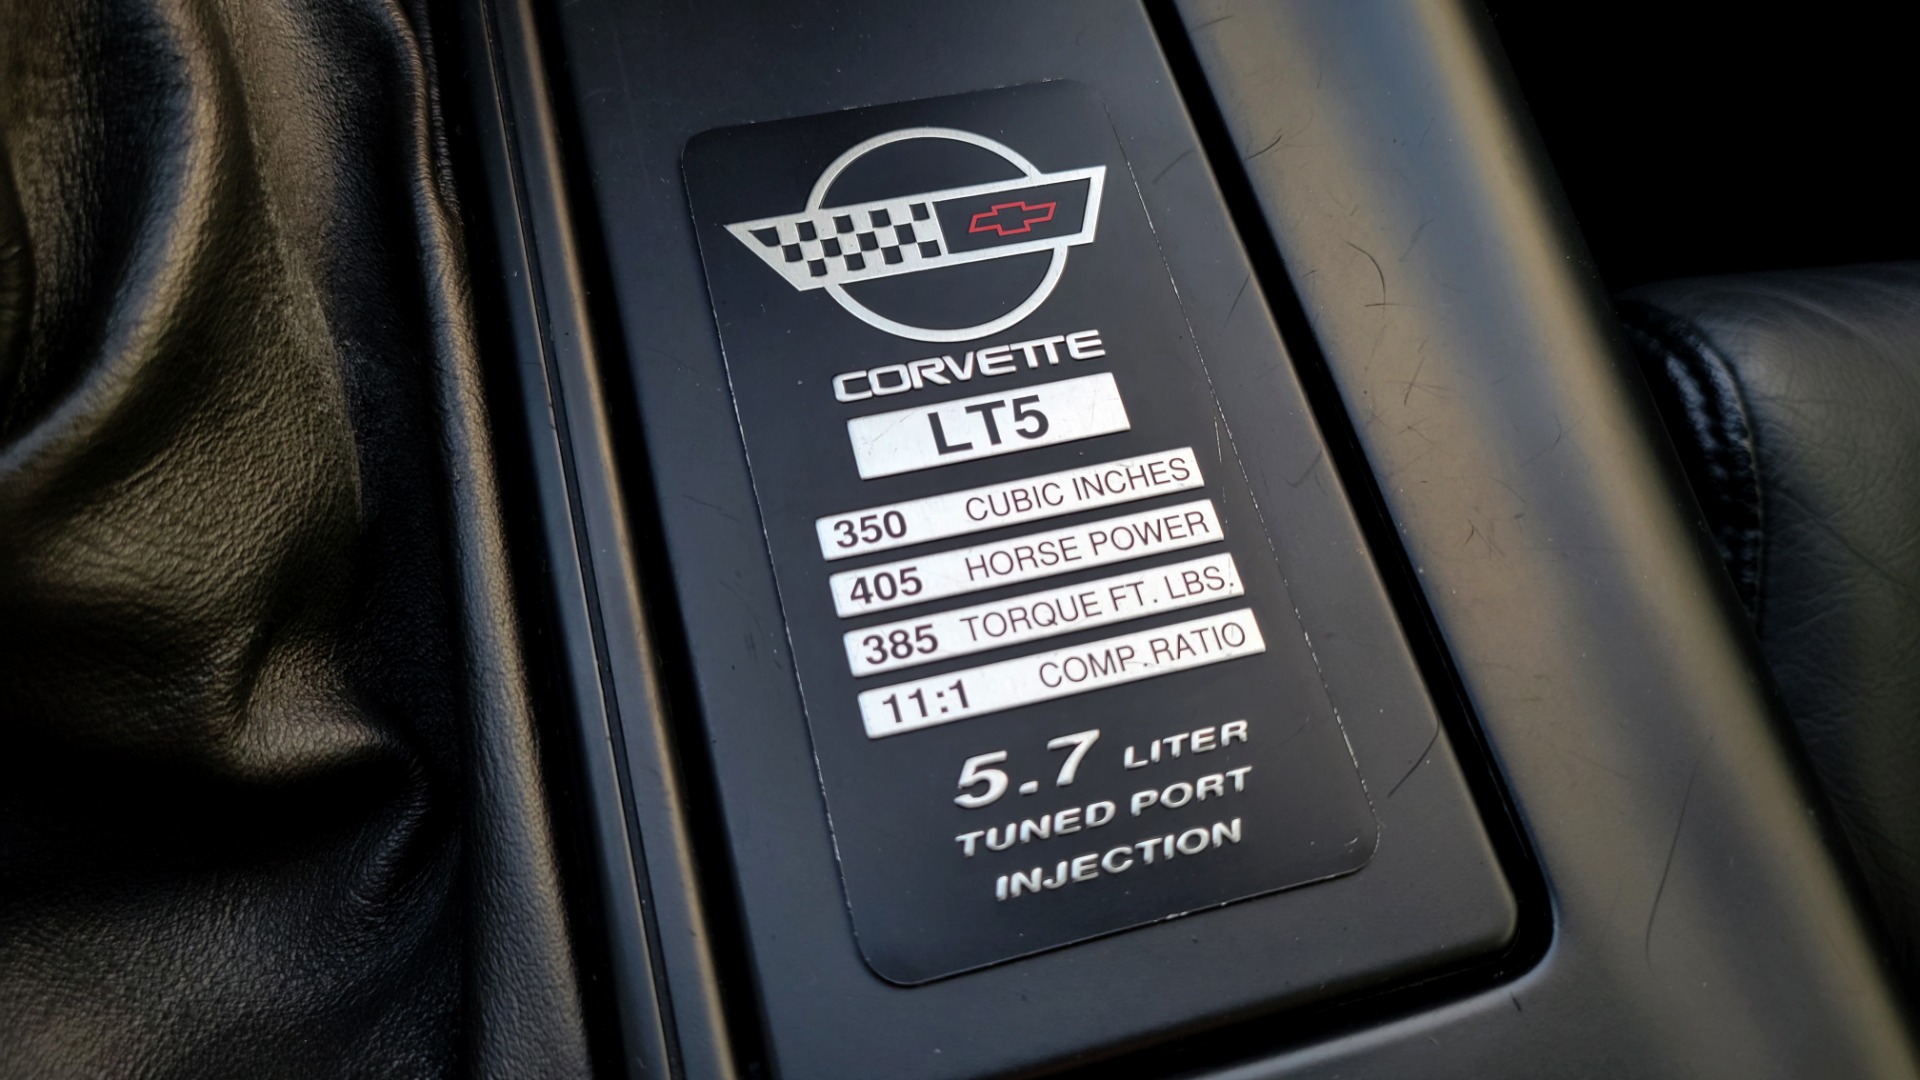 CORVETTE
LT5
350 CUBIC INCHES
405 HORSE POWER
385 TORQUE FT. LBS.
11:1 COMP. RATIO
5.7 LITER
TUNED PORT
INJECTION